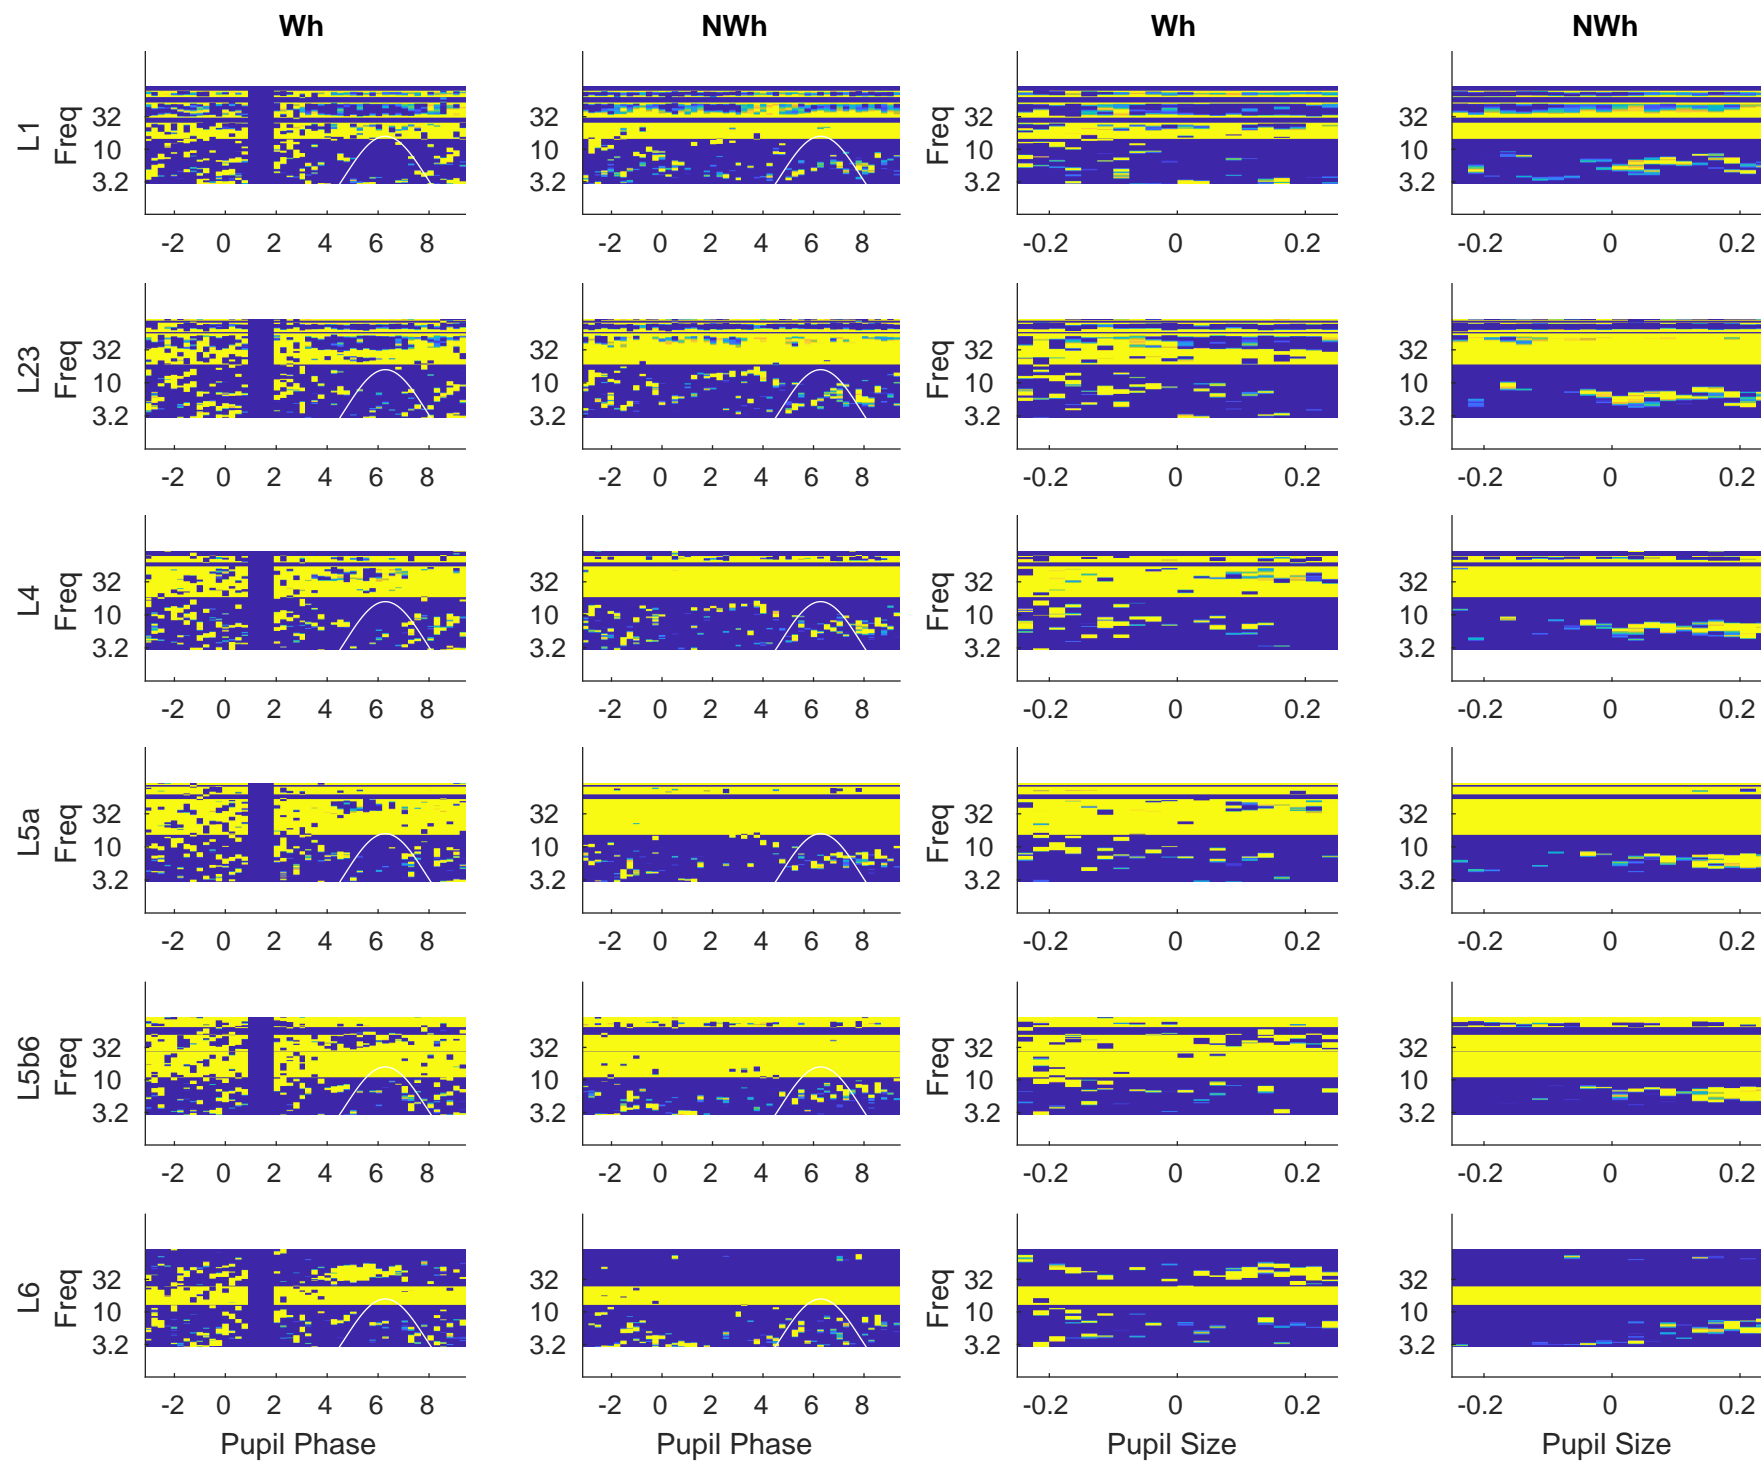 Wh NWh Wh NWh
L1 Freq 32 10 3.2 Freq 32 10 3.2
32 10 3.2 32 10 3.2
-2 0 2 4 6 8 -2 0 2 4 6 8 -0.2 0 0.2 -0.2 0 0.2
L23 Freq 32 10 3.2 Freq 32 10 3.2
32 10 3.2 32 10 3.2
-2 0 2 4 6 8 -2 0 2 4 6 8 -0.2 0 0.2 -0.2 0 0.2
L4 Freq 32 10 3.2 Freq 32 10 3.2
32 10 3.2 32 10 3.2
-2 0 2 4 6 8 -2 0 2 4 6 8 -0.2 0 0.2 -0.2 0 0.2
L5a Freq 32 10 3.2 Freq 32 10 3.2
32 10 3.2 32 10 3.2
-2 0 2 4 6 8 -2 0 2 4 6 8 -0.2 0 0.2 -0.2 0 0.2
L5b6 Freq 32 10 3.2 Freq 32 10 3.2
32 10 3.2 32 10 3.2
-2 0 2 4 6 8 -2 0 2 4 6 8 -0.2 0 0.2 -0.2 0 0.2
L6 Freq 32 10 3.2 Freq 32 10 3.2
32 10 3.2 32 10 3.2
-2 0 2 4 6 8 -2 0 2 4 6 8 -0.2 0 0.2 -0.2 0 0.2
Pupil Phase Pupil Phase Pupil Size Pupil Size